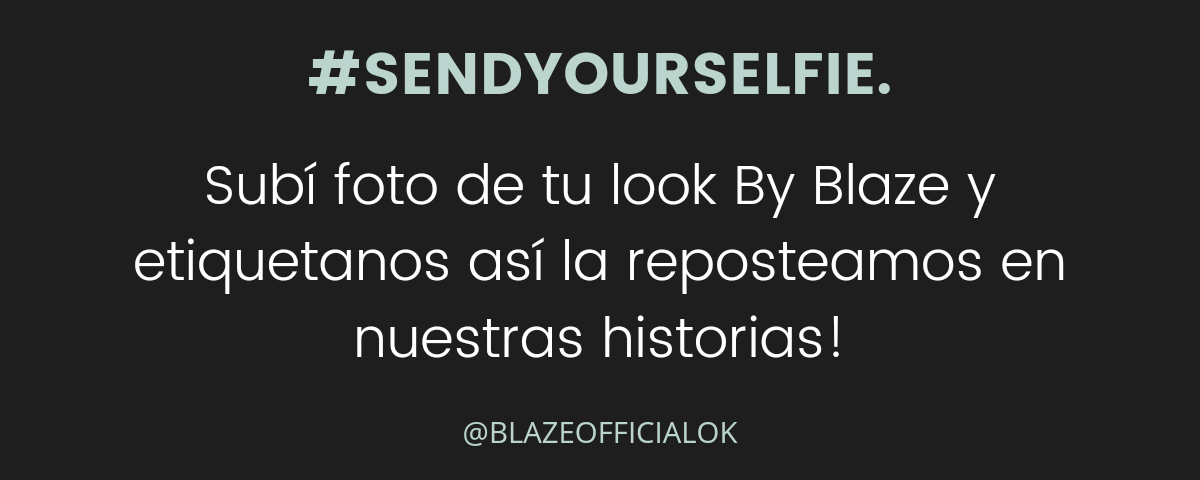 #SENDYOURSELFIE.
Subí foto de tu look By Blaze y
etiquetanos así la reposteamos en
nuestras historias!
@BLAZEOFFICIALOK